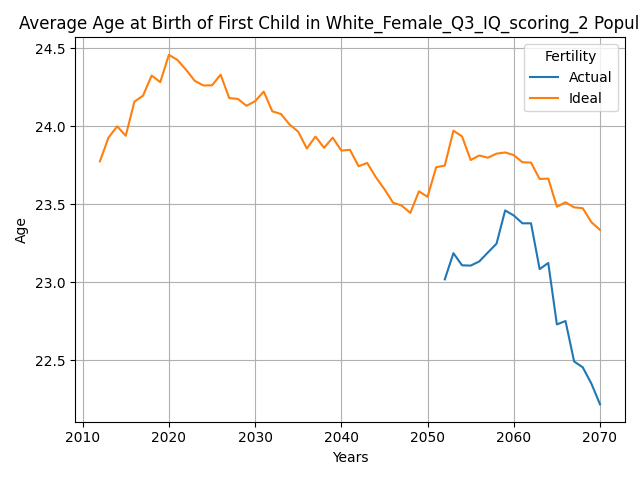 Average Age at Birth of First Child in White_Female_Q3_IQ_scoring_2 Popul
Fertility
Actual
Ideal
24.5
24.0
23.5
23.0
22.5
Age
2010 2020 2030 2040 2050 2060 2070
Years